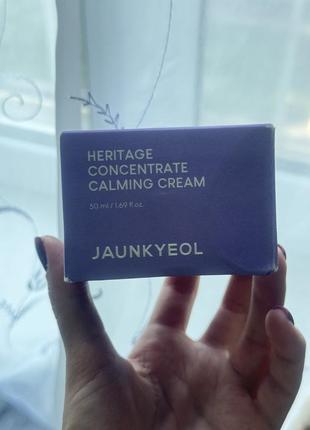 HERITAGE
CONCENTRATE
CALMING CREAM
50 ml / 1.69 fl.oz.
JAUNKYEOL